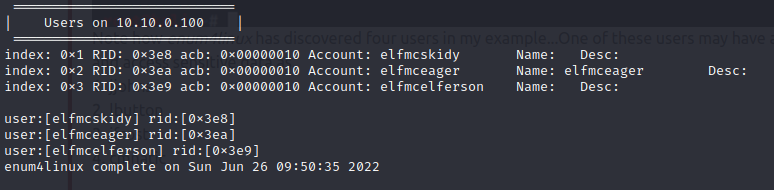 ===============================
|    Users on 10.10.0.100    |
===============================
index: 0×1 RID: 0×3e8 acb: 0×00000010 Account: elfmcskidy Name: Desc:
index: 0×2 RID: 0×3ea acb: 0×00000010 Account: elfmceager Name: elfmceager Desc:
index: 0×3 RID: 0×3e9 acb: 0×00000010 Account: elfmcelferson Name: Desc:
user:[elfmcskidy] rid:[0×3e8]
user:[elfmceager] rid:[0×3ea]
user:[elfmcelferson] rid:[0×3e9]
enum4linux complete on Sun Jun 26 09:50:35 2022
has discovered four users in my example...One of these users may have a